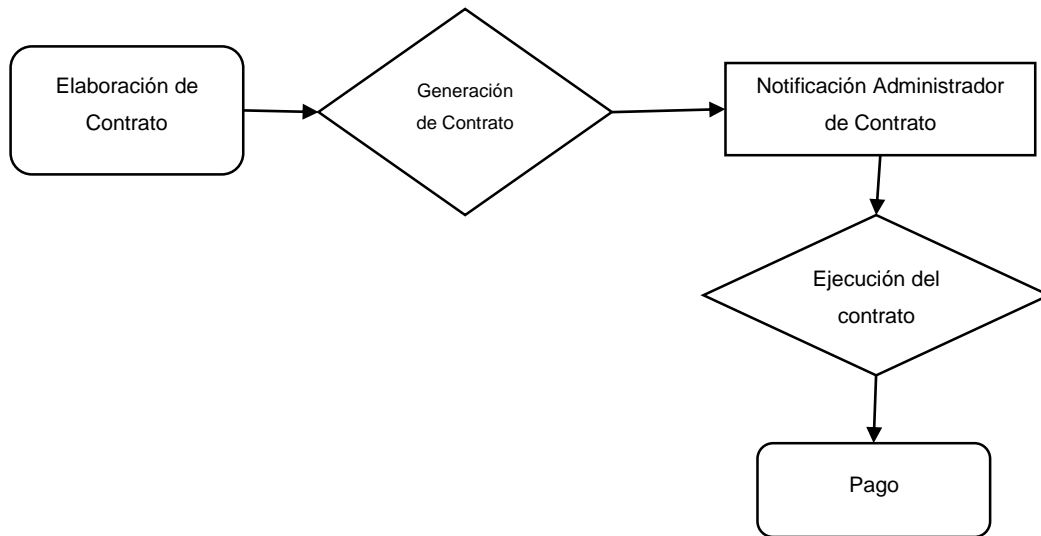 Elaboración de
Contrato
Generación
de Contrato
Notificación Administrador
de Contrato
Ejecución del
contrato
Pago